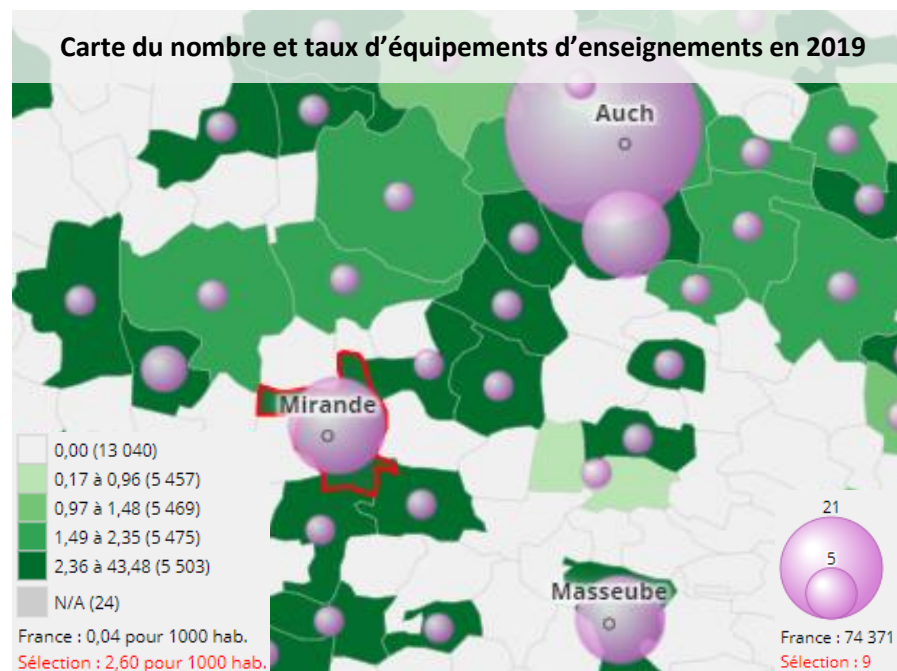 Carte du nombre et taux d’équipements d’enseignements en 2019
Auch
Mirande
Masseube
0,00 (13 040)
0,17 à 0,96 (5 457)
0,97 à 1,48 (5 469)
1,49 à 2,35 (5 475)
2,36 à 43,48 (5 503)
N/A (24)
France : 0,04 pour 1000 hab.
Sélection : 2,60 pour 1000 hab.
21
5
France : 74 371
Sélection : 9